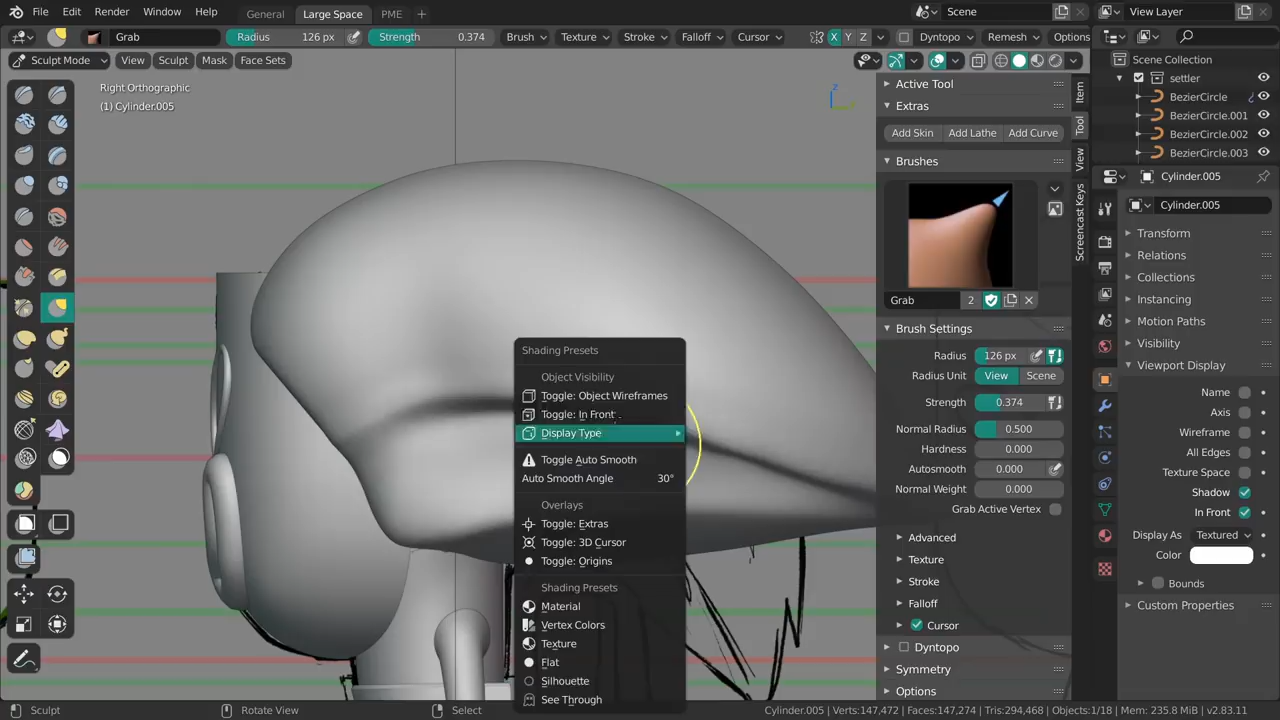 File Edit Render Window Help General Large Space PME Scene View Layer
Grab Radius 126 px Strength 0.374 Brush Texture Stroke Falloff Cursor X Y Z Dyntopo Remesh Options
Sculpt Mode View Sculpt Mask Face Sets
Right Orthographic
(1) Cylinder.005
Z
Shading Presets
Object Visibility
Toggle: Object Wireframes
Toggle: In Front
Display Type
Toggle Auto Smooth
Auto Smooth Angle 30°
Overlays
Toggle: Extras
Toggle: 3D Cursor
Toggle: Origins
Shading Presets
Material
Vertex Colors
Texture
Flat
Silhouette
See Through
Active Tool
Extras
Add Skin Add Lathe Add Curve
Brushes
Grab 2
Brush Settings
Radius 126 px
Radius Unit View Scene
Strength 0.374
Normal Radius 0.500
Hardness 0.000
Autosmooth 0.000
Normal Weight 0.000
Grab Active Vertex
Advanced
Texture
Stroke
Falloff
Cursor
Dyntopo
Symmetry
Options
Item
Tool
View
Screencast Keys
Scene Collection
settler
BezierCircle
BezierCircle.001
BezierCircle.002
BezierCircle.003
Cylinder.005
Cylinder.005
Transform
Relations
Collections
Instancing
Motion Paths
Visibility
Viewport Display
Name
Axis
Wireframe
All Edges
Texture Space
Shadow
In Front
Display As Textured
Color
Bounds
Custom Properties
Sculpt Rotate View Select Cylinder.005 | Verts:147,472 | Faces:147,274 | Tris:294,468 | Objects:1/18 | Mem: 235.8 MiB | v2.83.11